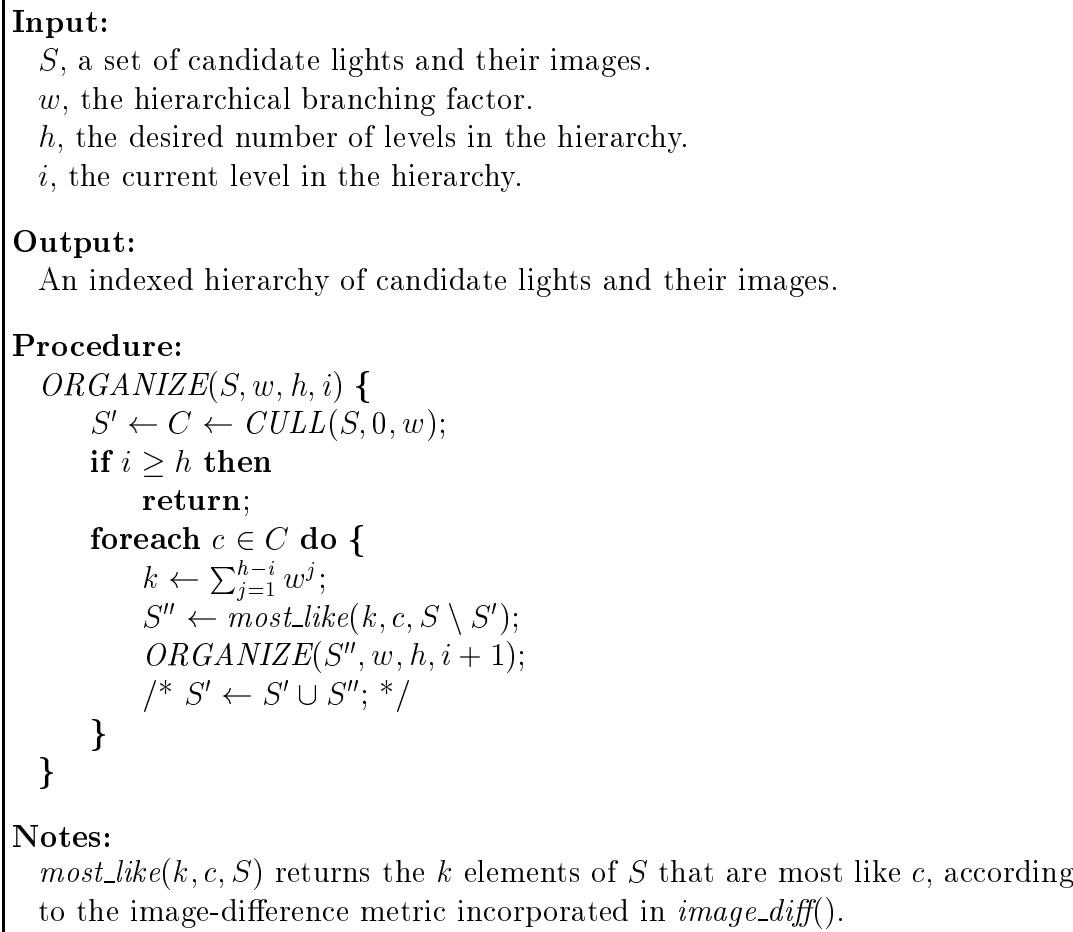 Input:
S, a set of candidate lights and their images.
w, the hierarchical branching factor.
h, the desired number of levels in the hierarchy.
i, the current level in the hierarchy.
Output:
An indexed hierarchy of candidate lights and their images.
Procedure:
ORGANIZE(S, w, h, i) {
S′ ← C ← CULL(S, 0, w);
if i ≥ h then
return;
foreach c ∈ C do {
k ← ∑_{j=1}^{h−i} w^j;
S″ ← most_like(k, c, S \ S′);
ORGANIZE(S″, w, h, i + 1);
/* S′ ← S′ ∪ S″; */
}
}
Notes:
most_like(k, c, S) returns the k elements of S that are most like c, according
to the image-difference metric incorporated in image_diff().